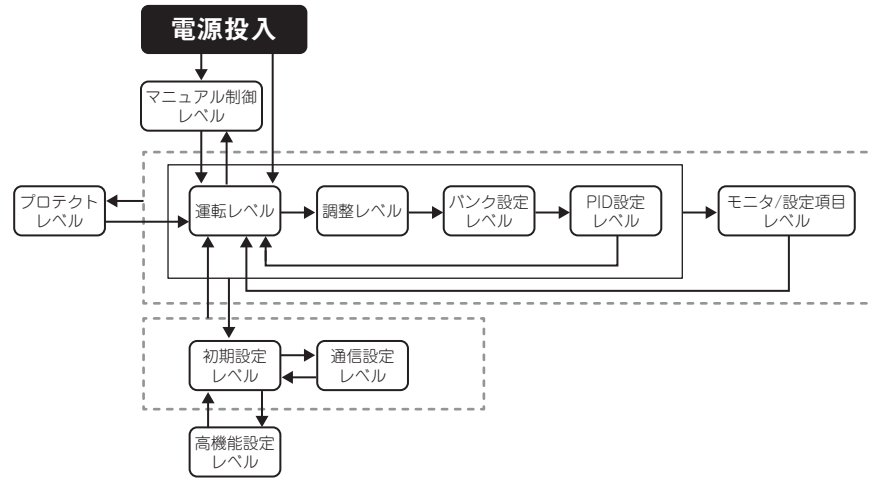 電源投入
マニュアル制御
レベル
プロテクト
レベル
運転レベル
調整レベル
バンク設定
レベル
PID設定
レベル
モニタ/設定項目
レベル
初期設定
レベル
通信設定
レベル
高機能設定
レベル